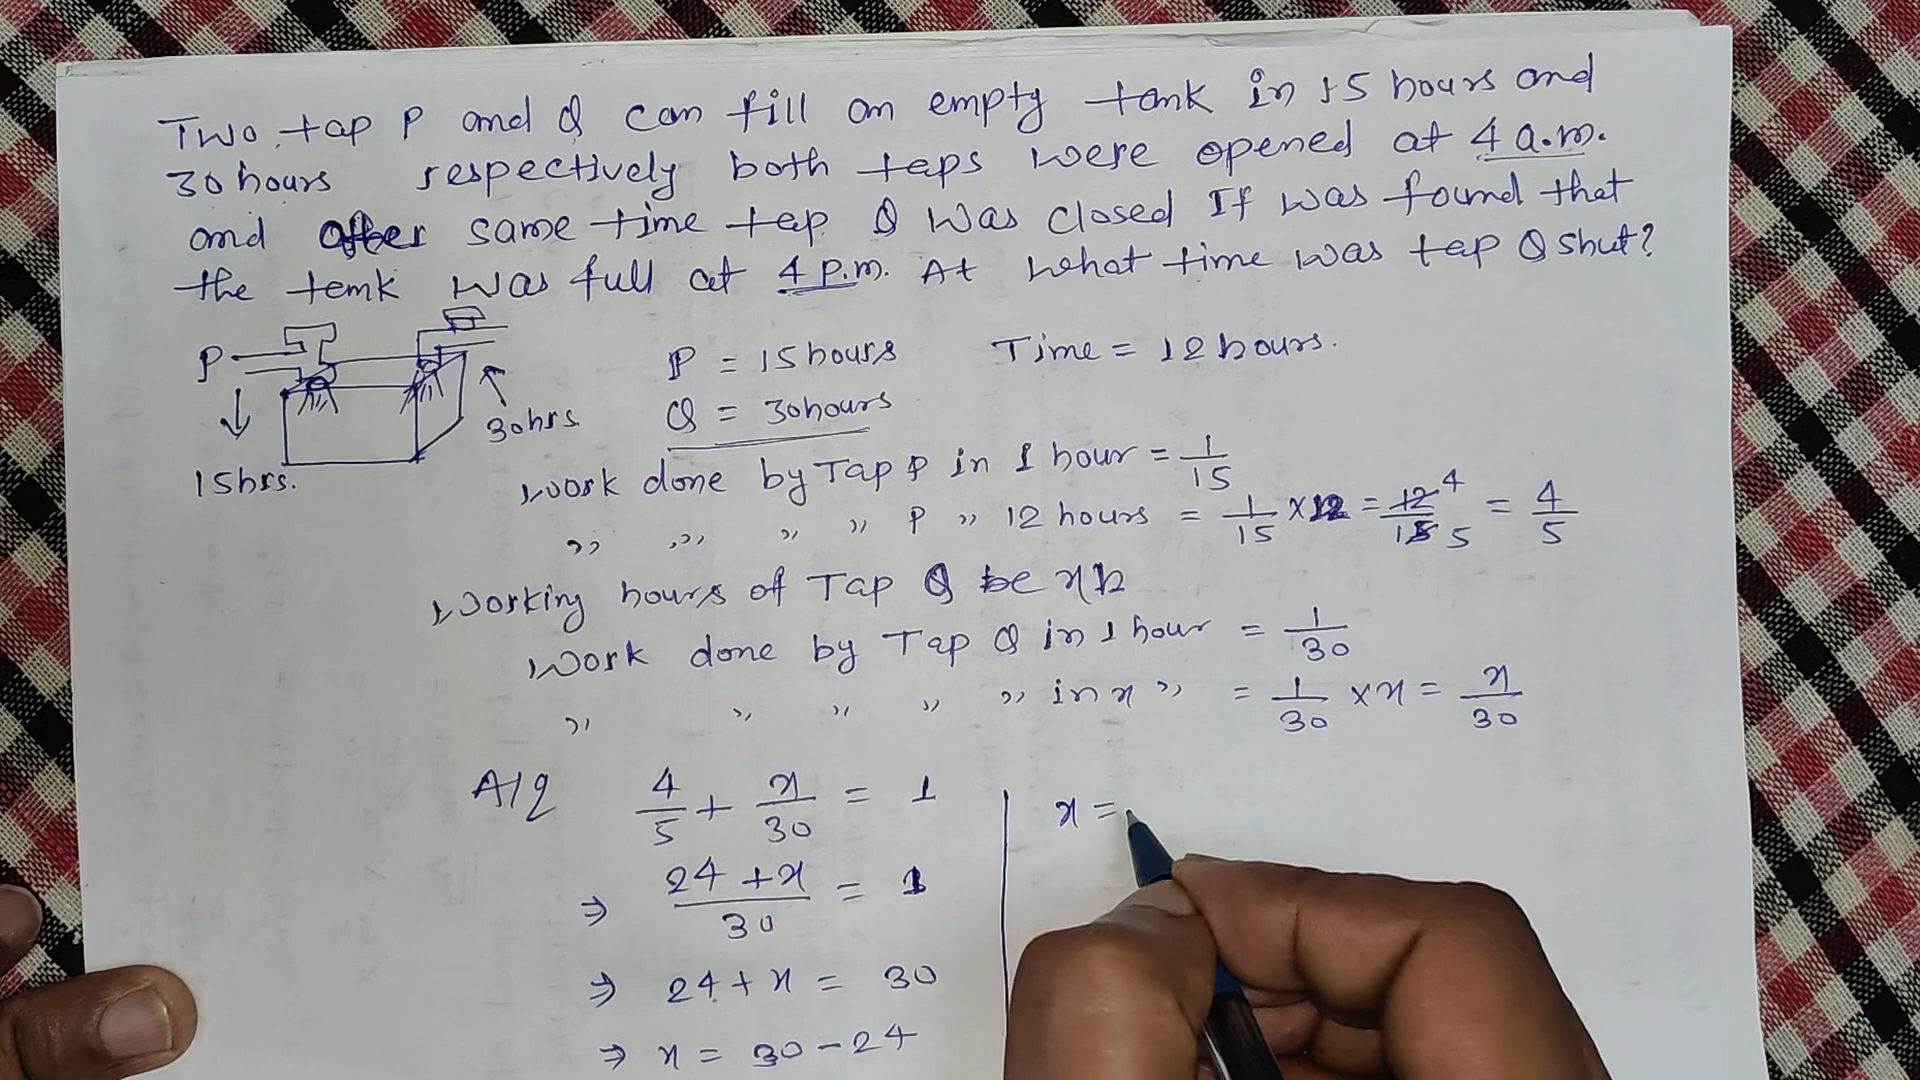 Two tap P and Q can fill an empty tank in 15 hours and
30 hours respectively both taps were opened at 4 a.m.
and after same time tap Q was closed If was found that
the tank was full at 4 p.m. At what time was tap Q shut?
P
30hrs
15hrs.
P = 15 hours Time = 12 hours.
Q = 30 hours
Work done by Tap P in 1 hour = 1/15
,, ,, ,, ,, P ,, 12 hours = 1/15 × 12 = 12/15 4 5 = 4/5
Working hours of Tap Q be x h
Work done by Tap Q in 1 hour = 1/30
,, ,, ,, ,, ,, in x ,, = 1/30 × x = x/30
A/q 4/5 + x/30 = 1
⇒ (24 + x)/30 = 1
⇒ 24 + x = 30
⇒ x = 30 - 24
x =